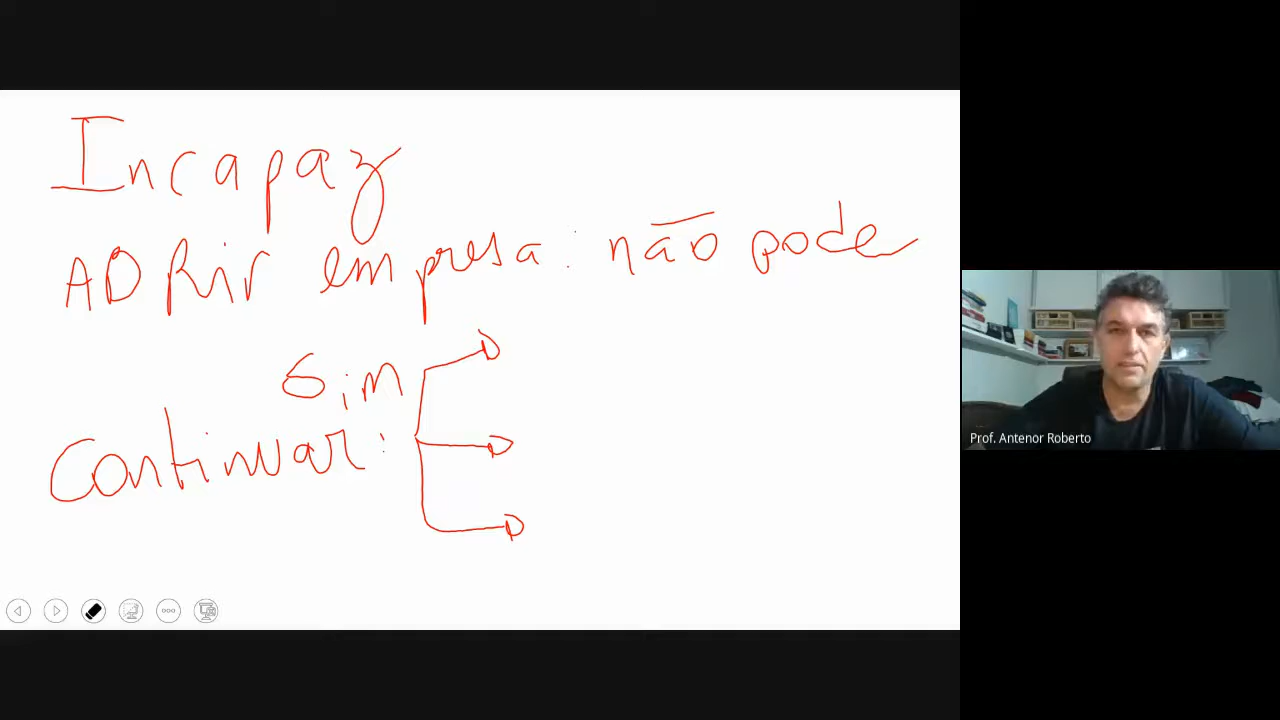 Incapaz
ABRir empresa: não pode
Sim
Continuar:
Prof. Antenor Roberto